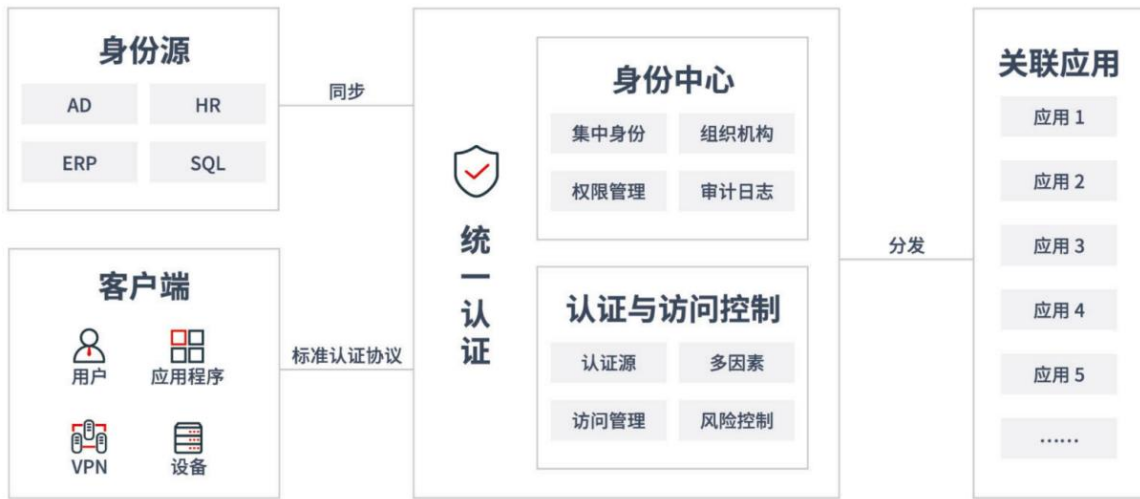 身份源
AD
HR
ERP
SQL
同步
客户端
用户
应用程序
VPN
设备
标准认证协议
统一认证
身份中心
集中身份
组织机构
权限管理
审计日志
认证与访问控制
认证源
多因素
访问管理
风险控制
分发
关联应用
应用 1
应用 2
应用 3
应用 4
应用 5
……